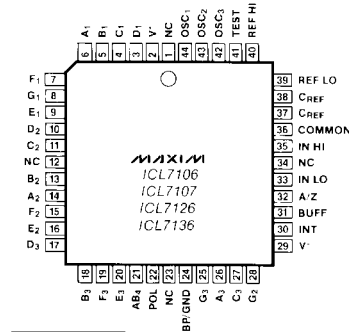 A1 B1 C1 D1 V+ NC OSC1 OSC2 OSC3 TEST REF HI
6 5 4 3 2 1 44 43 42 41 40
F1 7
G1 8
E1 9
D2 10
C2 11
NC 12
B2 13
A2 14
F2 15
E2 16
D3 17
MAXIM
ICL7106
ICL7107
ICL7126
ICL7136
39 REF LO
38 CREF
37 CREF
36 COMMON
35 IN HI
34 NC
33 IN LO
32 A/Z
31 BUFF
30 INT
29 V-
18 19 20 21 22 23 24 25 26 27 28
B3 F3 E3 AB4 POL NC BP/GND G3 A3 C3 G2